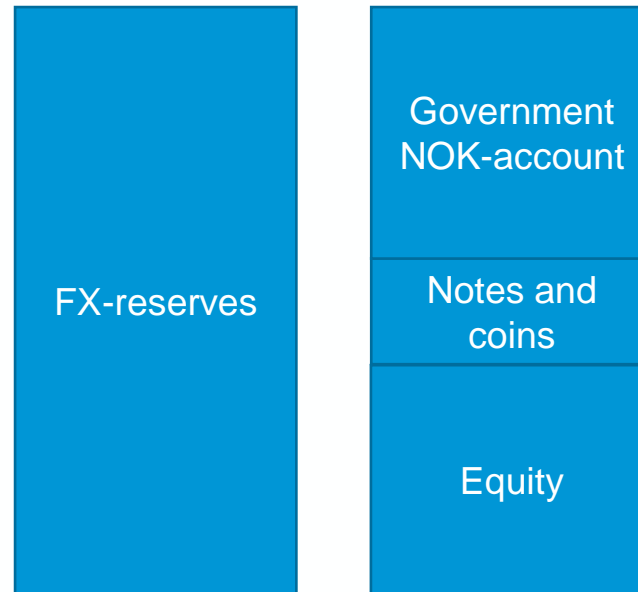 FX-reserves
Government
NOK-account
Notes and
coins
Equity